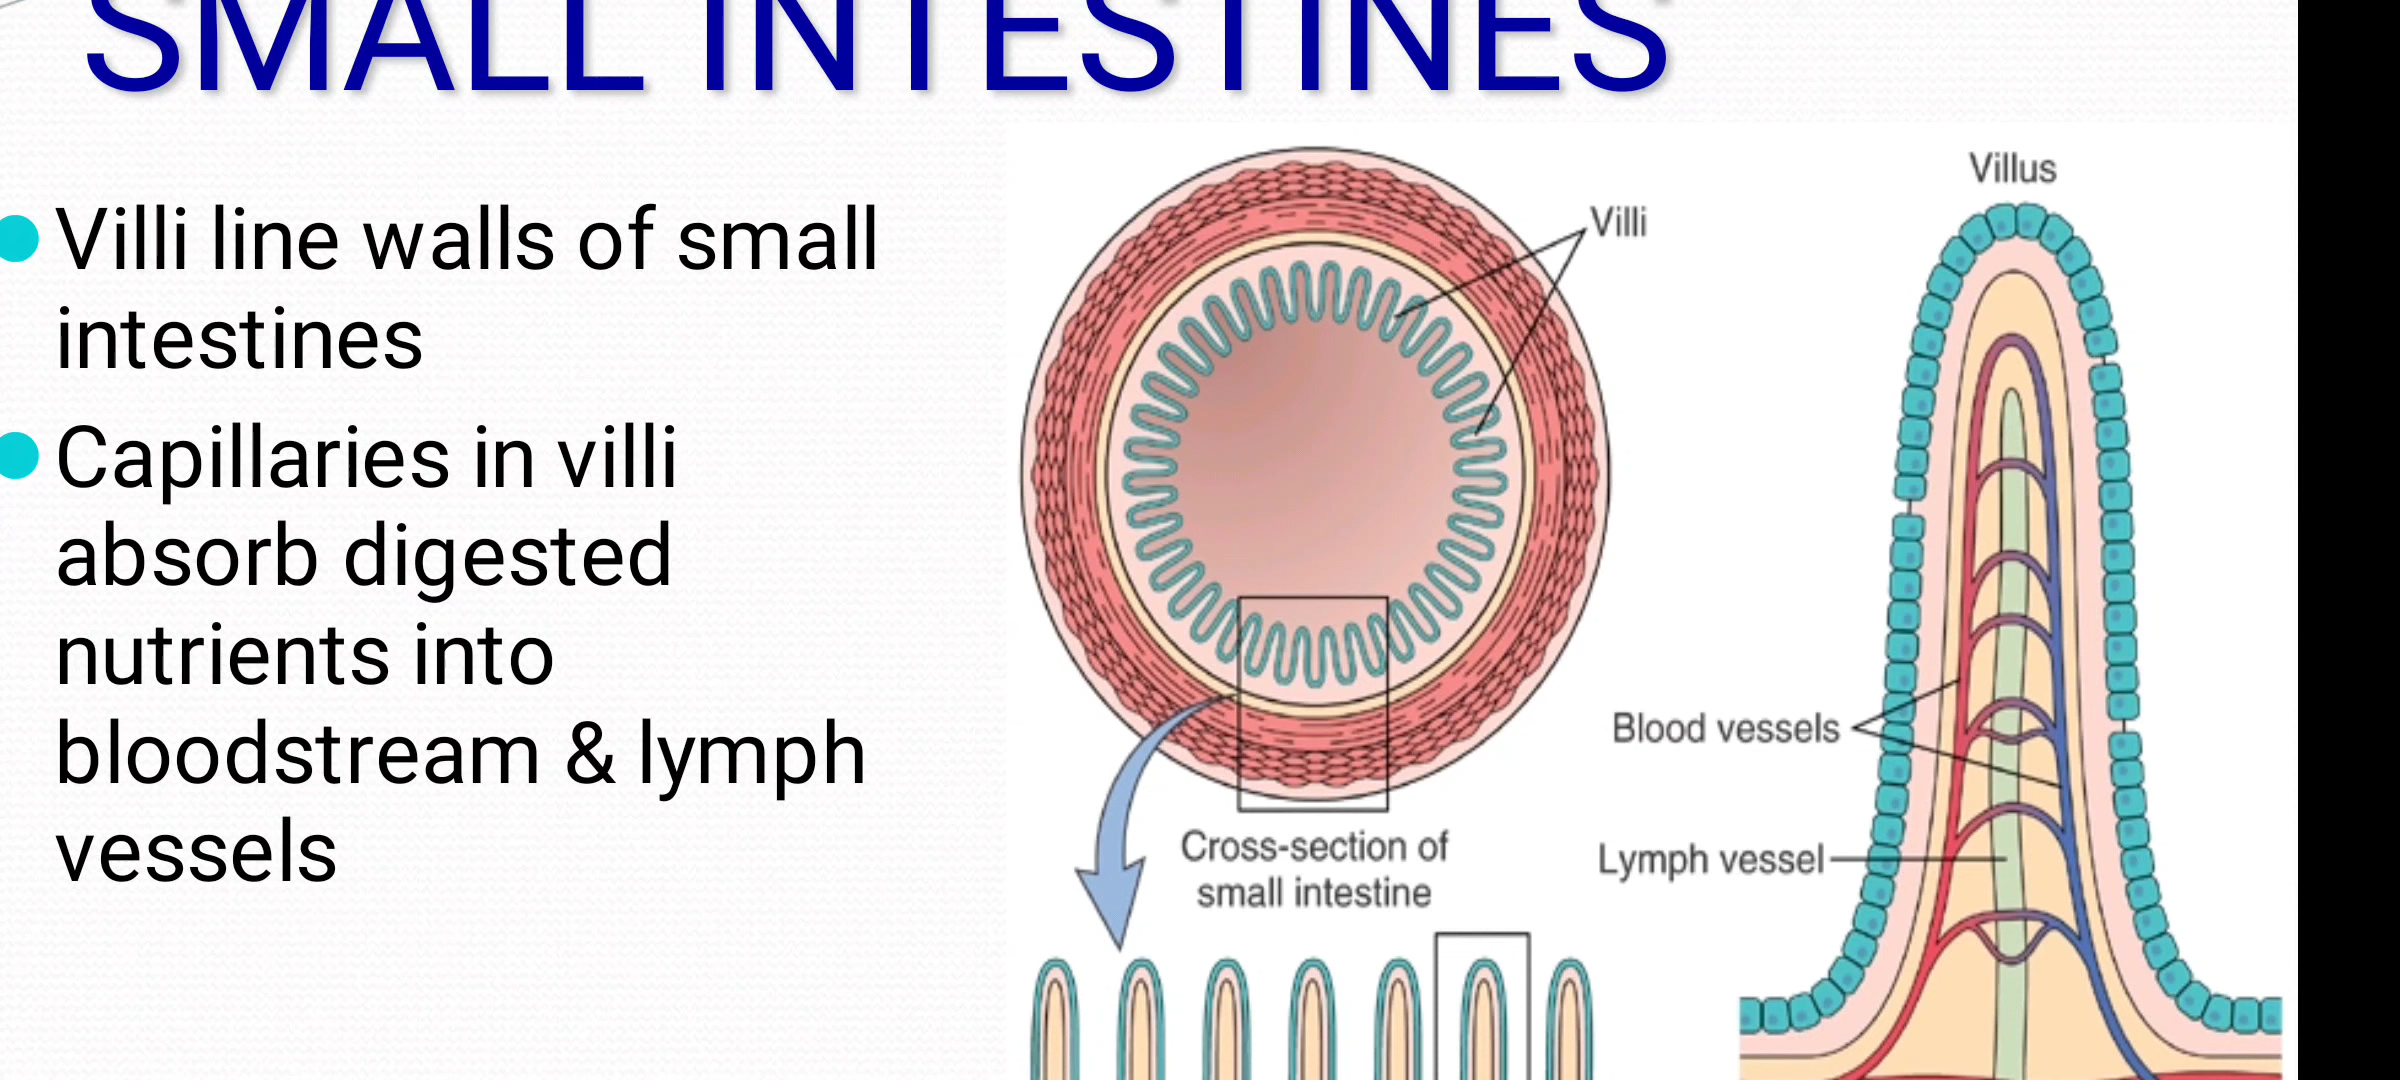 SMALL INTESTINES
Villi line walls of small
intestines
Capillaries in villi
absorb digested
nutrients into
bloodstream & lymph
vessels
Villi
Villus
Blood vessels
Lymph vessel
Cross-section of
small intestine